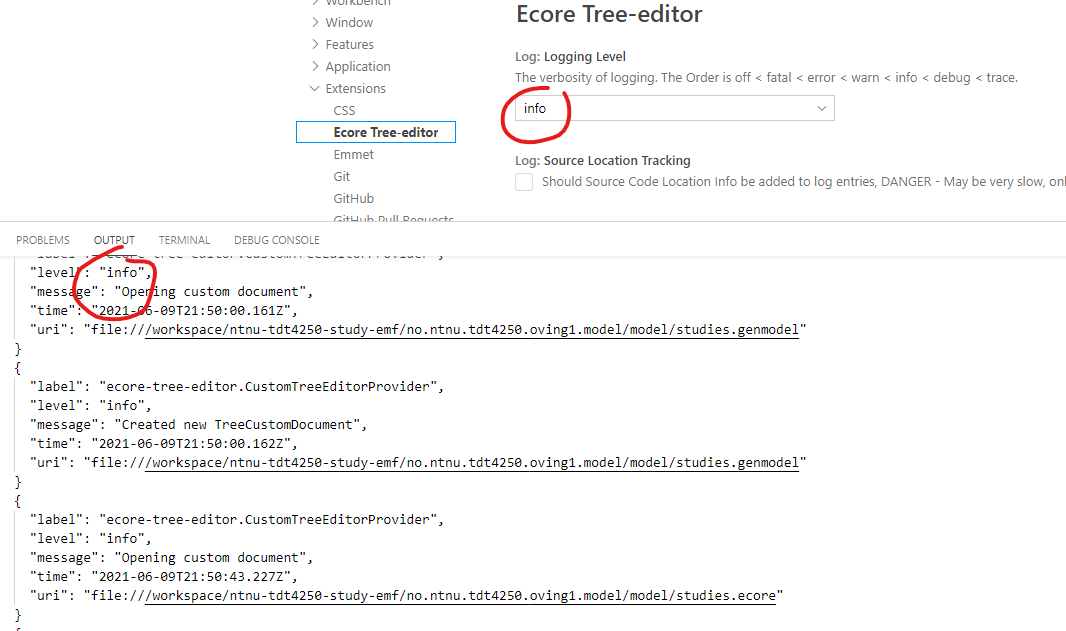 Workbench
Ecore Tree-editor
Window
Features
Log: Logging Level
Application
The verbosity of logging. The Order is off < fatal < error < warn < info < debug < trace.
Extensions
info
CSS
Ecore Tree-editor
Emmet
Log: Source Location Tracking
Git
Should Source Code Location Info be added to log entries, DANGER - May be very slow,
GitHub
GitHub Pull Requests
PROBLEMS OUTPUT TERMINAL DEBUG CONSOLE
"label": "ecore-tree-editor.CustomTreeEditorProvider",
"level": "info",
"message": "Opening custom document",
"time": "2021-06-09T21:50:00.161Z",
"uri": "file:///workspace/ntnu-tdt4250-study-emf/no.ntnu.tdt4250.oving1.model/model/studies.genmodel"
}
{
"label": "ecore-tree-editor.CustomTreeEditorProvider",
"level": "info",
"message": "Created new TreeCustomDocument",
"time": "2021-06-09T21:50:00.162Z",
"uri": "file:///workspace/ntnu-tdt4250-study-emf/no.ntnu.tdt4250.oving1.model/model/studies.genmodel"
}
{
"label": "ecore-tree-editor.CustomTreeEditorProvider",
"level": "info",
"message": "Opening custom document",
"time": "2021-06-09T21:50:43.227Z",
"uri": "file:///workspace/ntnu-tdt4250-study-emf/no.ntnu.tdt4250.oving1.model/model/studies.ecore"
}
{